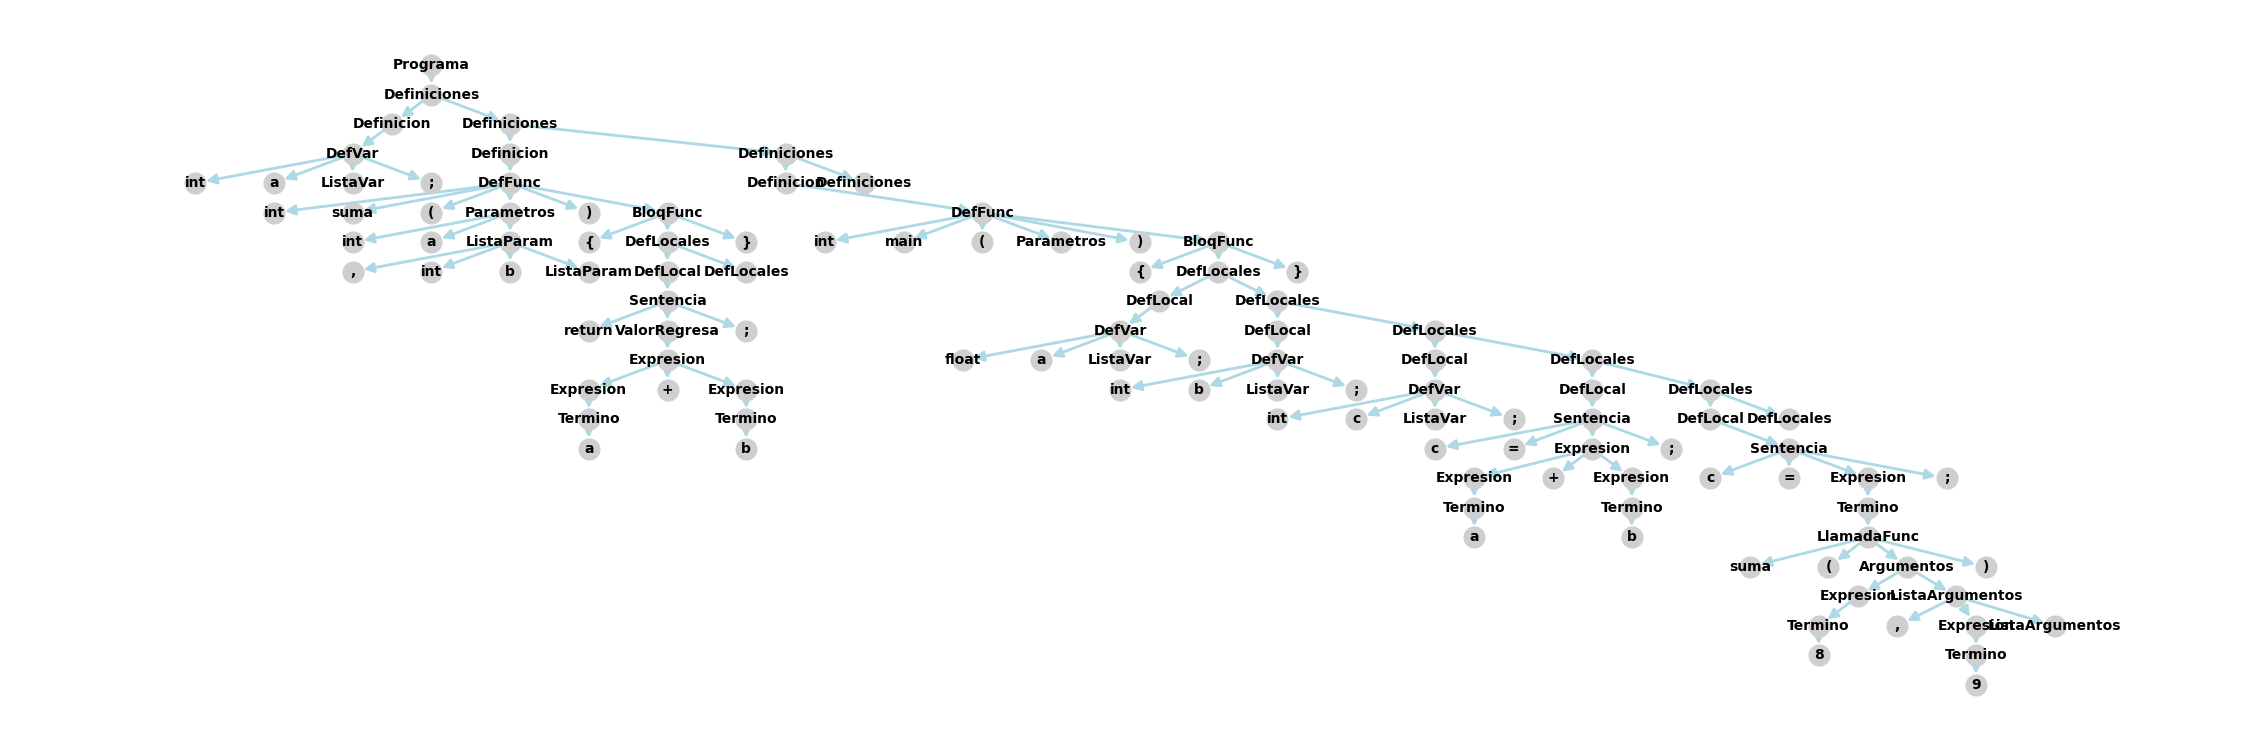 Programa
Definiciones
Definicion Definiciones
DefVar Definicion Definiciones
int a ListaVar ; DefFunc Definicion Definiciones
int suma ( Parametros ) BloqFunc DefFunc
int a ListaParam { DefLocales } int main ( Parametros ) BloqFunc
, int b ListaParam DefLocal DefLocales { DefLocales }
Sentencia DefLocal DefLocales
return ValorRegresa ; DefVar DefLocal DefLocales
Expresion float a ListaVar ; DefVar DefLocal DefLocales
Expresion + Expresion int b ListaVar ; DefVar DefLocal DefLocales
Termino Termino int c ListaVar ; Sentencia DefLocal DefLocales
a b c = Expresion ; Sentencia
Expresion + Expresion c = Expresion ;
Termino Termino Termino
a b LlamadaFunc
suma ( Argumentos )
Expresion ListaArgumentos
Termino , Expresion ListaArgumentos
8 Termino
9